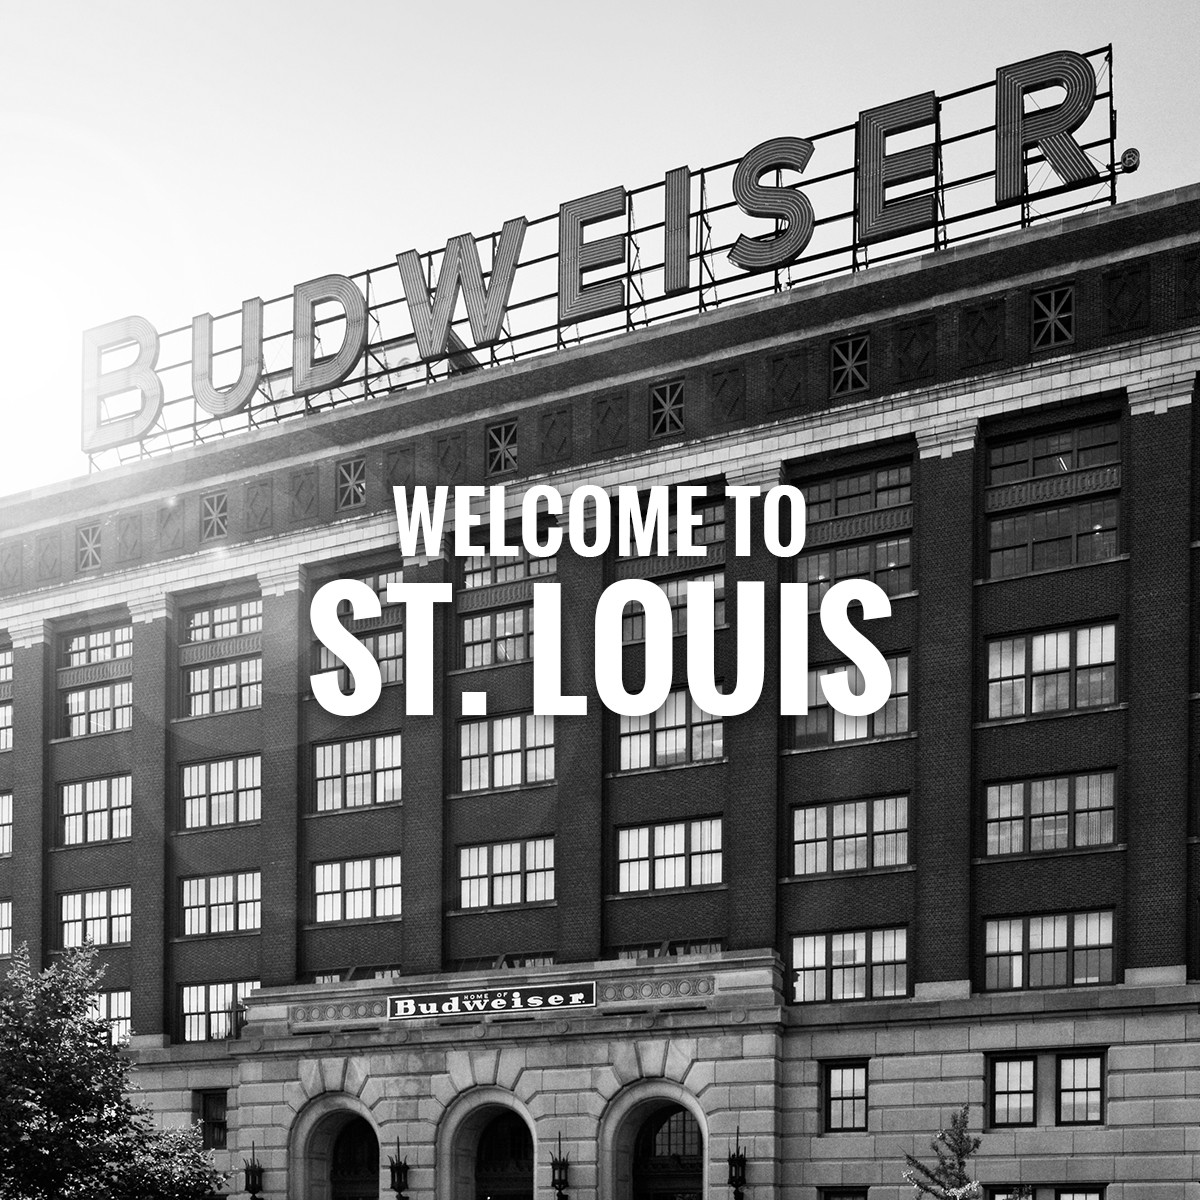 BUDWEISER®
WELCOME TO
ST. LOUIS
HOME OF
Budweiser®